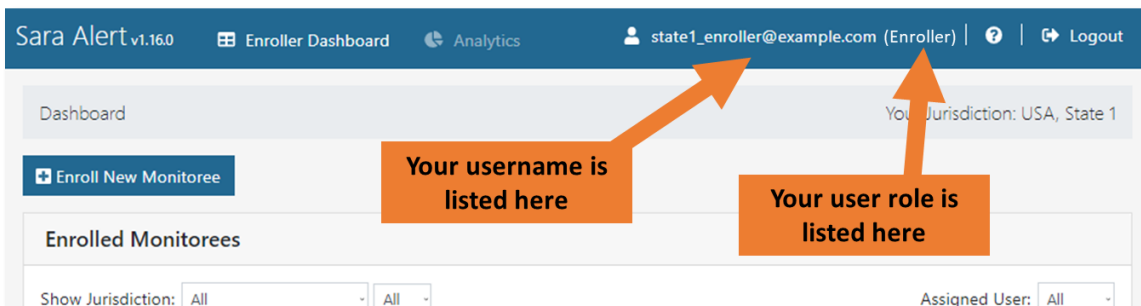 Sara Alert v1.16.0 Enroller Dashboard Analytics state1_enroller@example.com (Enroller) | ? | Logout
Dashboard Your Jurisdiction: USA, State 1
Enroll New Monitoree
Your username is
listed here
Your user role is
listed here
Enrolled Monitorees
Show Jurisdiction: All All Assigned User: All